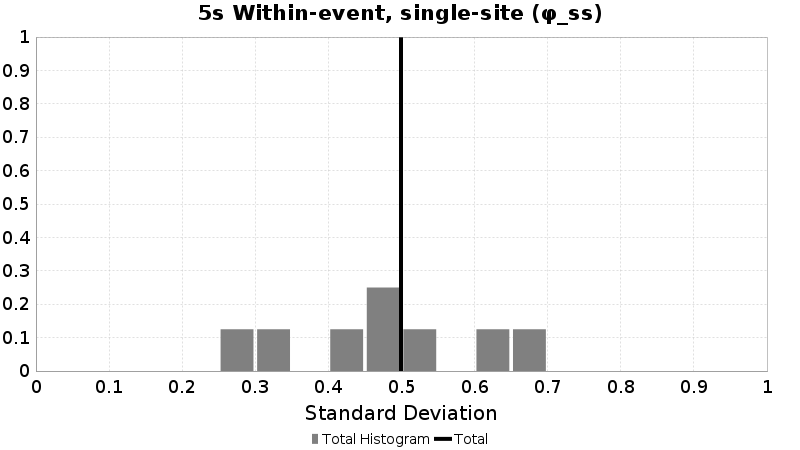 5s Within-event, single-site (φ_ss)
1
0.9
0.8
0.7
0.6
0.5
0.4
0.3
0.2
0.1
0
0 0.1 0.2 0.3 0.4 0.5 0.6 0.7 0.8 0.9 1
Standard Deviation
Total Histogram Total